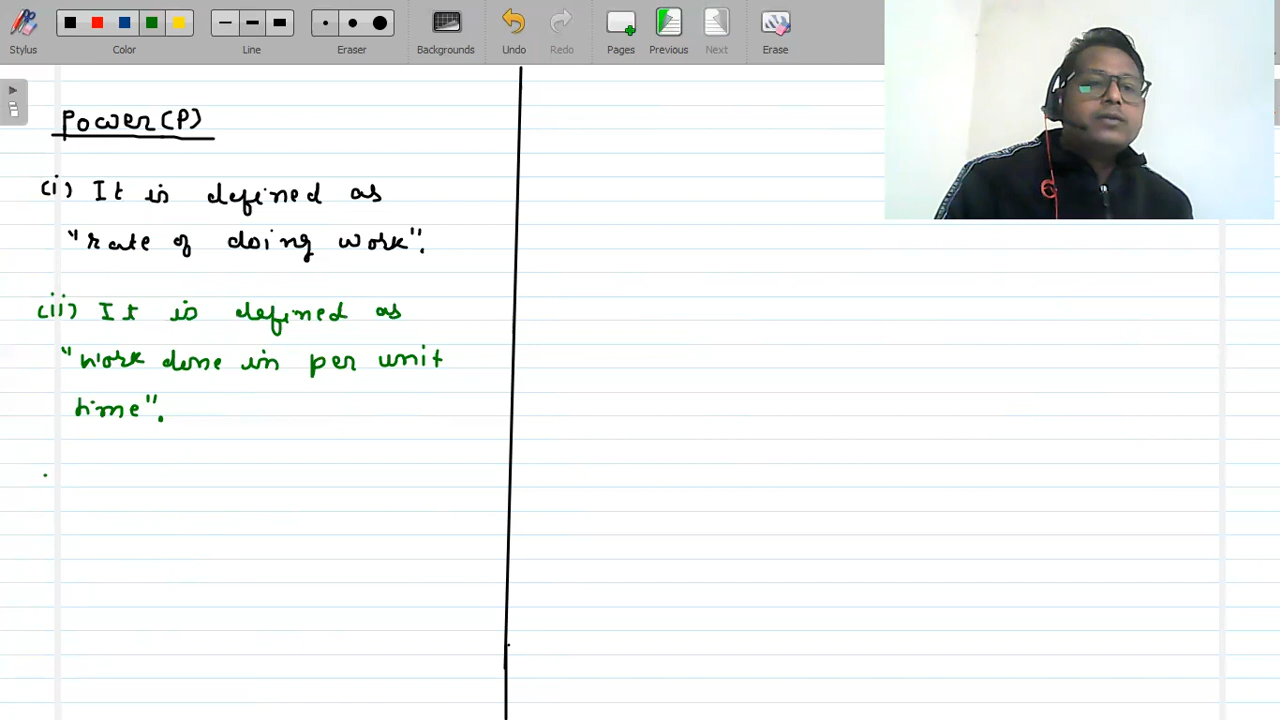 Stylus
Color
Line
Eraser
Backgrounds
Undo
Redo
Pages
Previous
Next
Erase
Power(P)
(i) It is defined as
"rate of doing work".
(ii) It is defined as
"work done in per unit
time".